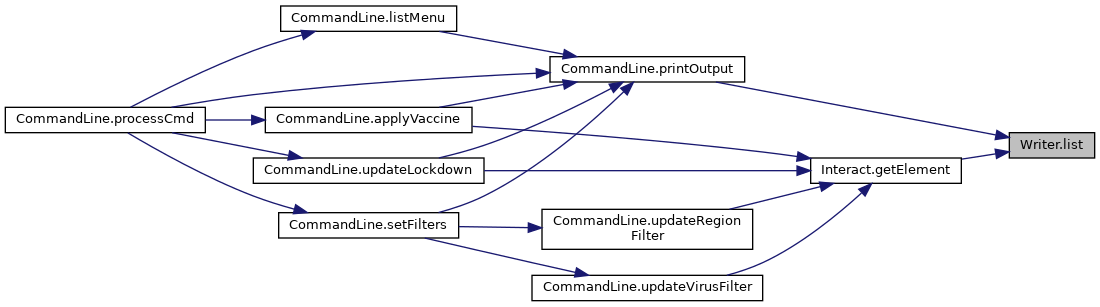 CommandLine.listMenu
CommandLine.printOutput
CommandLine.processCmd
CommandLine.applyVaccine
Writer.list
CommandLine.updateLockdown
Interact.getElement
CommandLine.setFilters
CommandLine.updateRegion
Filter
CommandLine.updateVirusFilter